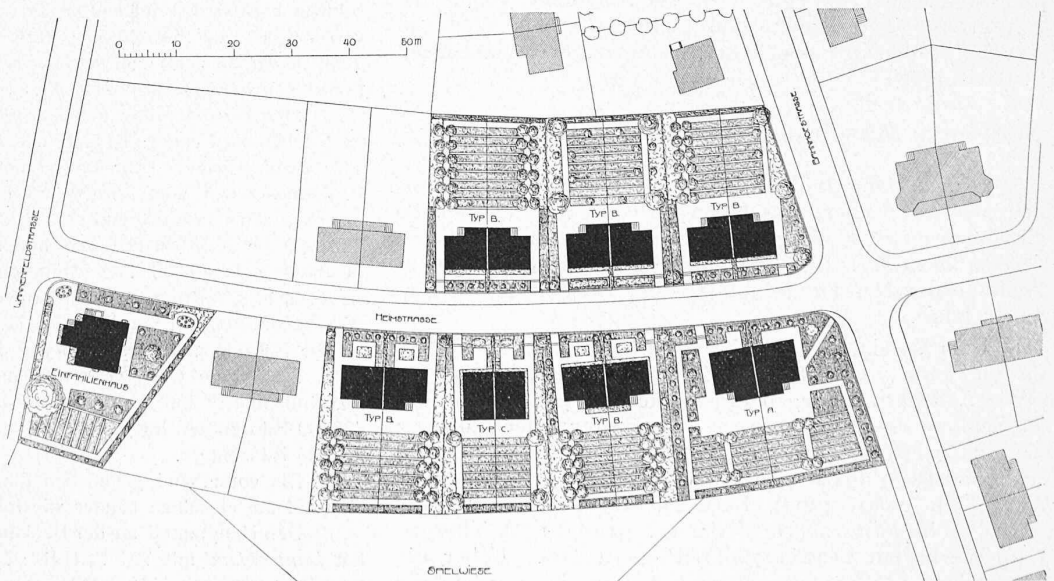 0 10 20 30 40 50 m
TYP B.
TYP B.
TYP B.
HEIMSTRASSE
EINFAMILIENHAUS
TYP B.
TYP C.
TYP B.
TYP A.